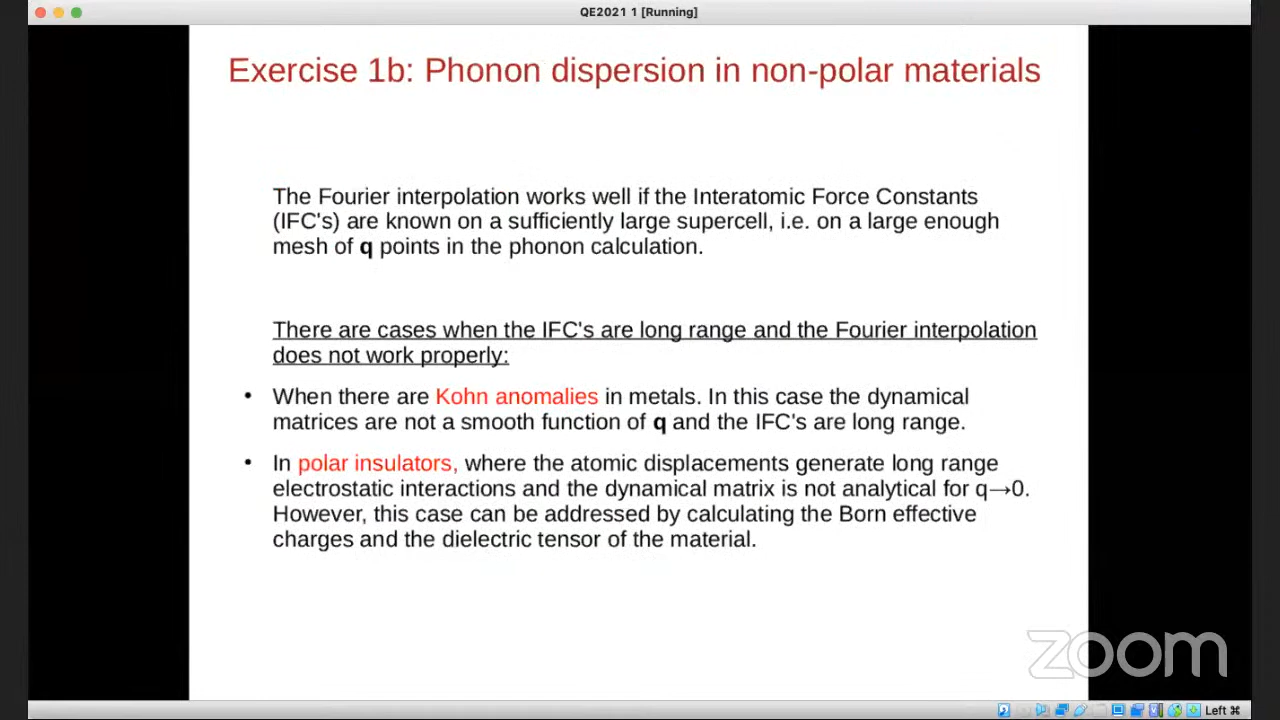 QE2021 1 [Running]
Exercise 1b: Phonon dispersion in non-polar materials
The Fourier interpolation works well if the Interatomic Force Constants
(IFC's) are known on a sufficiently large supercell, i.e. on a large enough
mesh of q points in the phonon calculation.
There are cases when the IFC's are long range and the Fourier interpolation
does not work properly:
• When there are Kohn anomalies in metals. In this case the dynamical
matrices are not a smooth function of q and the IFC's are long range.
• In polar insulators, where the atomic displacements generate long range
electrostatic interactions and the dynamical matrix is not analytical for q→0.
However, this case can be addressed by calculating the Born effective
charges and the dielectric tensor of the material.
zoom
Left ⌘